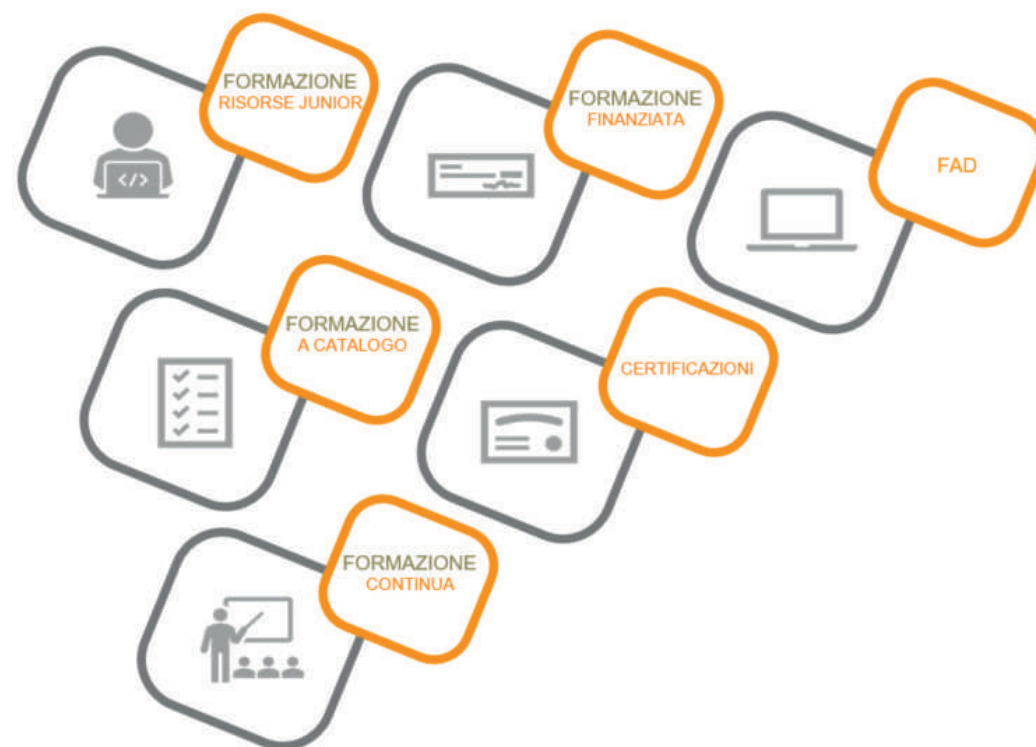 FORMAZIONE
RISORSE JUNIOR
FORMAZIONE
FINANZIATA
FAD
FORMAZIONE
A CATALOGO
CERTIFICAZIONI
FORMAZIONE
CONTINUA